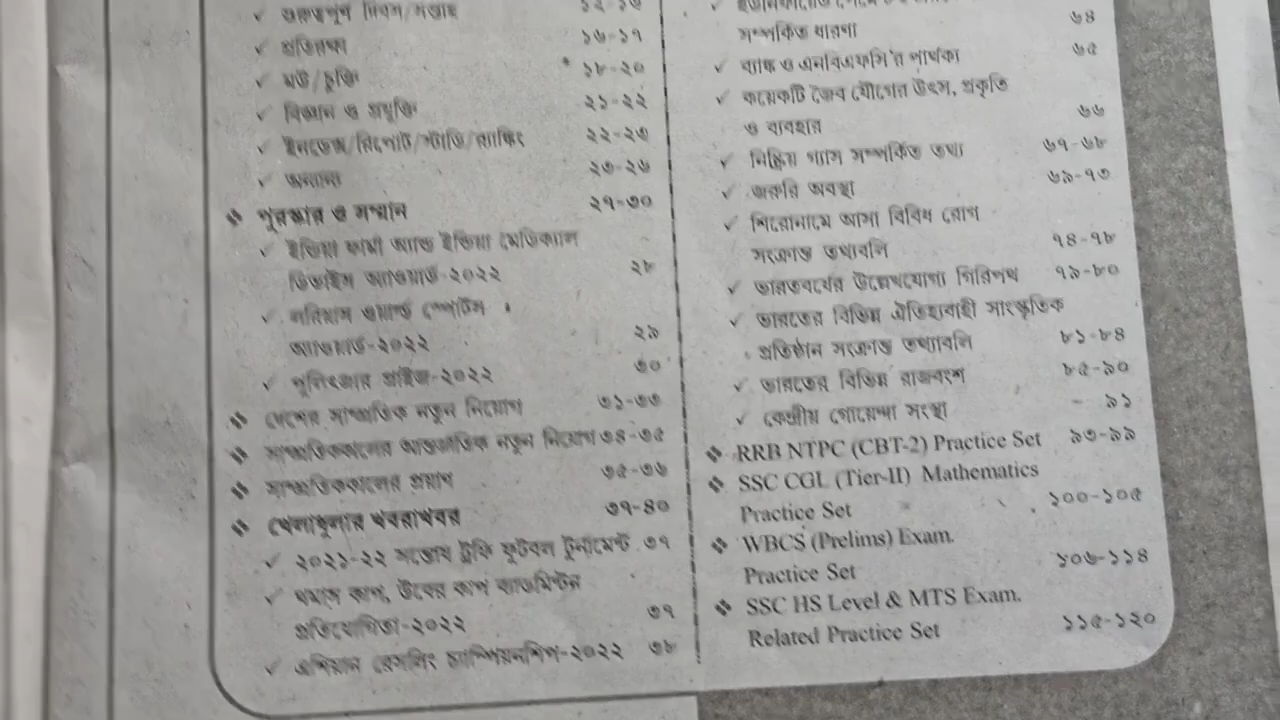 গুরুত্বপূর্ণ দিবস/সপ্তাহ
প্রতিরক্ষা ১৬-১৭
মউ/চুক্তি ১৮-২০
বিজ্ঞান ও প্রযুক্তি ২১-২২
ইনডেক্স/রিপোর্ট/স্টাডি/র‍্যাঙ্কিং ২২-২৩
অন্যান্য ২৩-২৬
পুরস্কার ও সম্মান ২৭-৩০
ইন্ডিয়া ফার্মা অ্যান্ড ইন্ডিয়া মেডিক্যাল
ডিভাইস অ্যাওয়ার্ড-২০২২ ২৮
লরিয়াস ওয়ার্ল্ড স্পোর্টস
অ্যাওয়ার্ড-২০২২ ২৯
পুলিৎজার প্রাইজ-২০২২ ৩০
দেশের সাম্প্রতিক নতুন নিয়োগ ৩১-৩৩
সাম্প্রতিককালের আন্তর্জাতিক নতুন নিয়োগ ৩৪-৩৫
সাম্প্রতিককালের প্রয়াণ ৩৫-৩৬
খেলাধূলার খবরাখবর ৩৭-৪০
২০২১-২২ সন্তোষ ট্রফি ফুটবল টুর্নামেন্ট ৩৭
থমাস কাপ, উবের কাপ ব্যাডমিন্টন
প্রতিযোগিতা-২০২২ ৩৭
এশিয়ান রেসলিং চ্যাম্পিয়নশিপ-২০২২ ৩৮
সম্পর্কিত ধারণা ৬৪
ব্যাঙ্ক ও এনবিএফসি'র পার্থক্য ৬৫
কয়েকটি জৈব যৌগের উৎস, প্রকৃতি
ও ব্যবহার ৬৬
নিষ্ক্রিয় গ্যাস সম্পর্কিত তথ্য ৬৭-৬৮
জরুরি অবস্থা ৬৯-৭৩
শিরোনামে আসা বিবিধ রোগ
সংক্রান্ত তথ্যাবলি ৭৪-৭৮
ভারতবর্ষের উল্লেখযোগ্য গিরিপথ ৭৯-৮০
ভারতের বিভিন্ন ঐতিহ্যবাহী সাংস্কৃতিক
প্রতিষ্ঠান সংক্রান্ত তথ্যাবলি ৮১-৮৪
ভারতের বিভিন্ন রাজবংশ ৮৫-৯০
কেন্দ্রীয় গোয়েন্দা সংস্থা ৯১
RRB NTPC (CBT-2) Practice Set ৯৩-৯৯
SSC CGL (Tier-II) Mathematics
Practice Set ১০০-১০৫
WBCS (Prelims) Exam.
Practice Set ১০৬-১১৪
SSC HS Level & MTS Exam.
Related Practice Set ১১৫-১২০